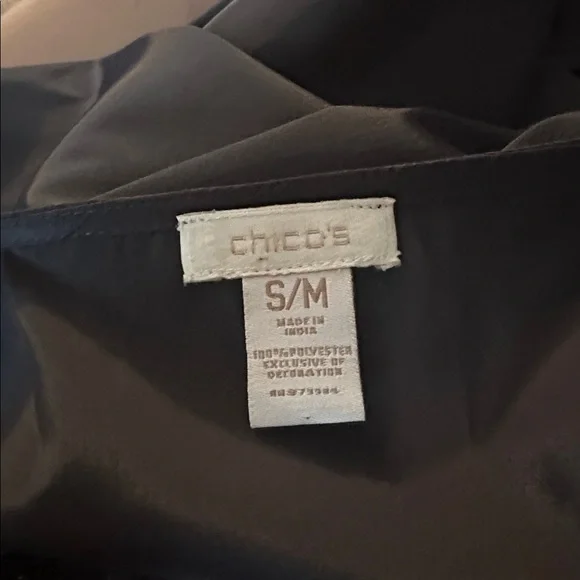 chico's
S/M
MADE IN
INDIA
100% POLYESTER
EXCLUSIVE OF
DECORATION